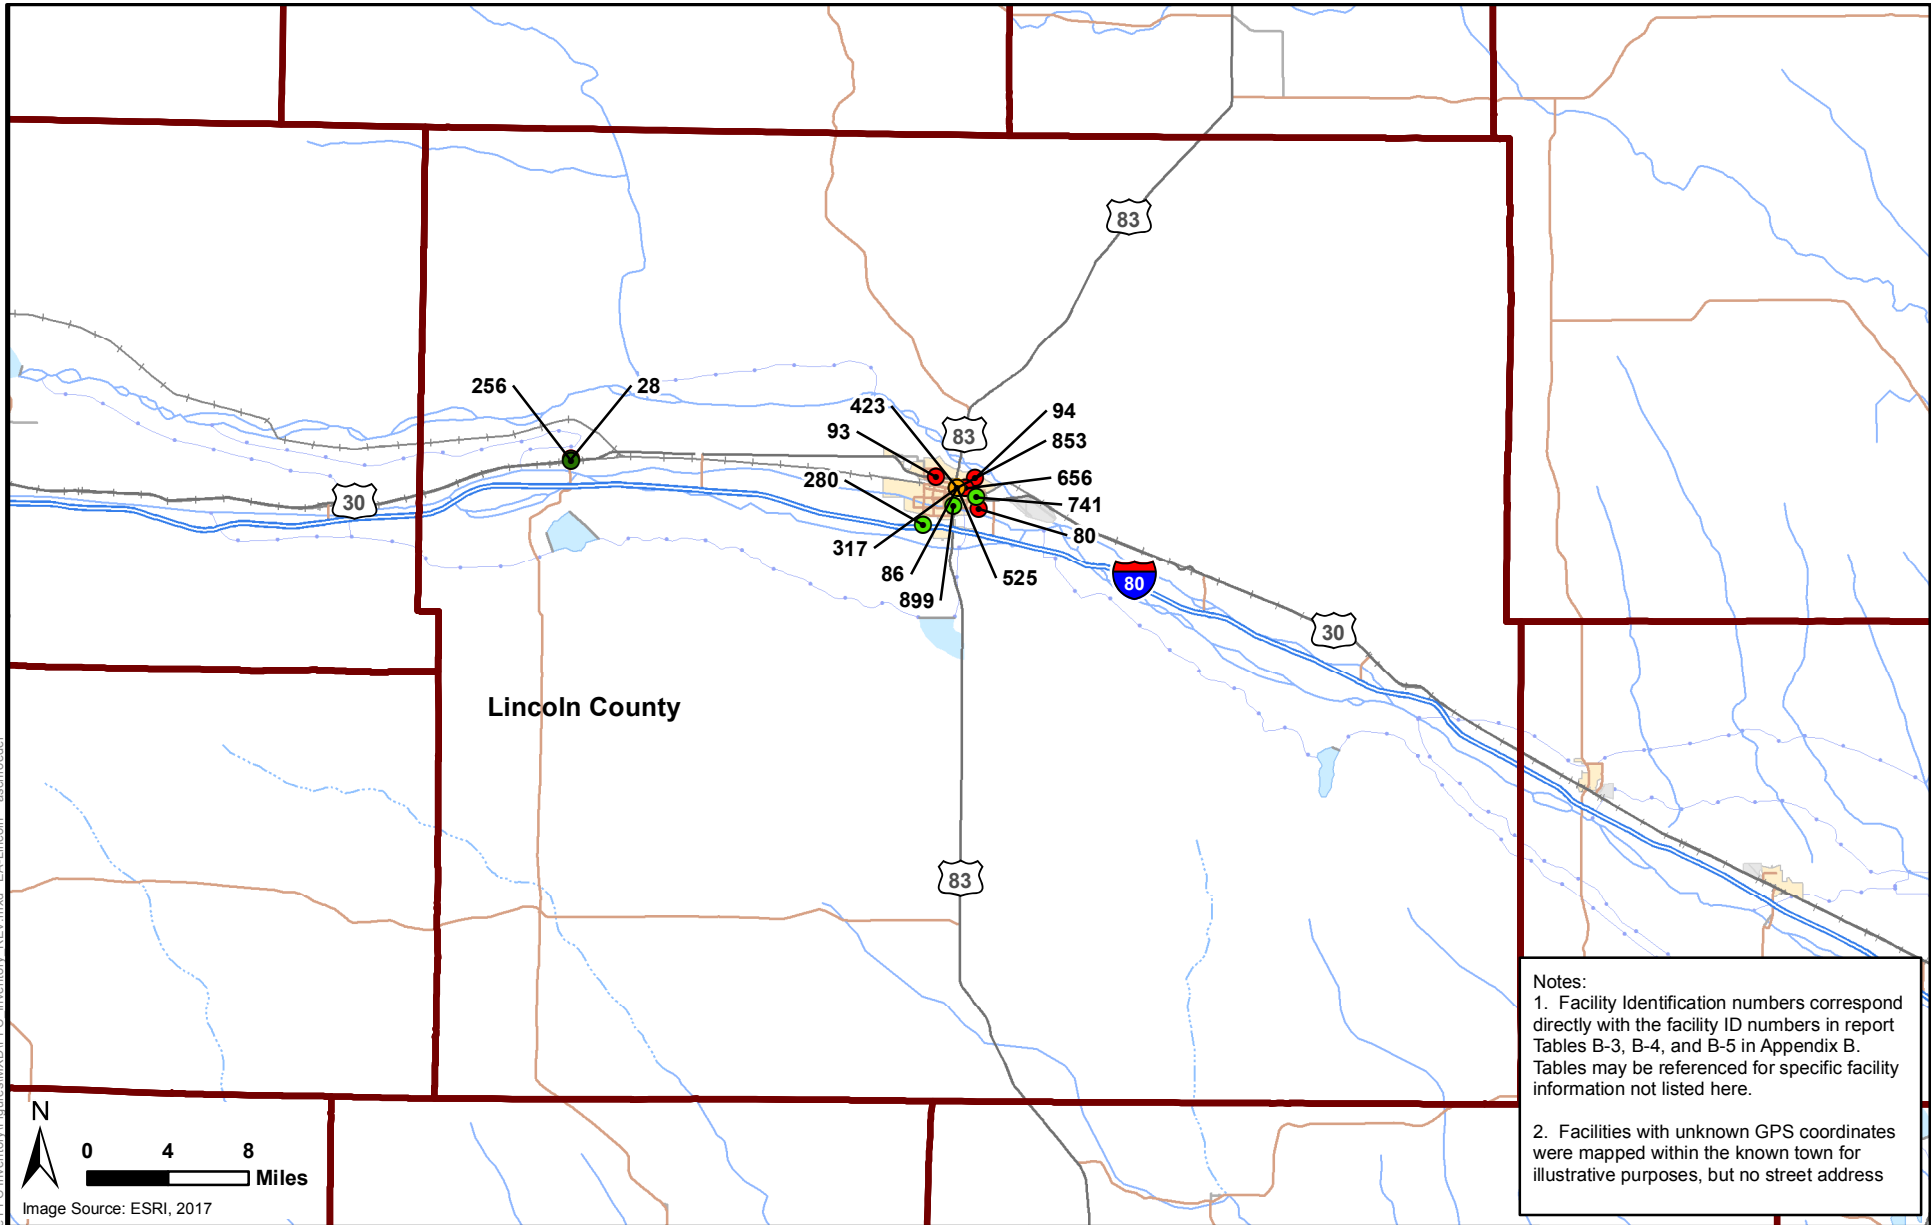 83
256
28
423
94
93
83
853
280
656
30
741
80
317
86
525
899
80
30
Lincoln County
83
N
0 4 8
Miles
Image Source: ESRI, 2017
Notes:
1. Facility Identification numbers correspond
directly with the facility ID numbers in report
Tables B-3, B-4, and B-5 in Appendix B.
Tables may be referenced for specific facility
information not listed here.
2. Facilities with unknown GPS coordinates
were mapped within the known town for
illustrative purposes, but no street address